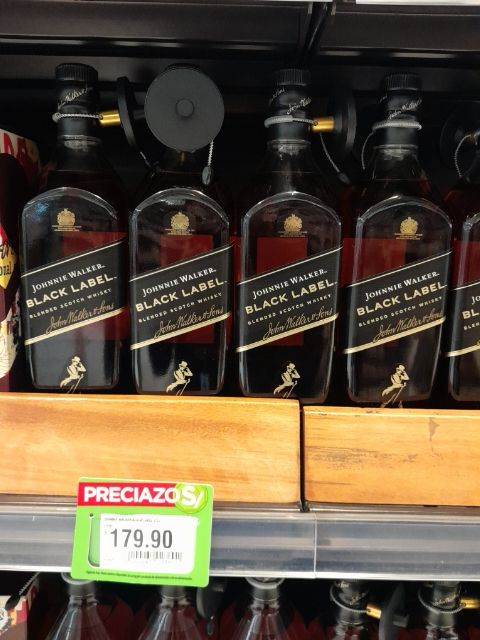 JOHNNIE WALKER.
BLACK LABEL.
BLENDED SCOTCH WHISKY
John Walker & Sons
JOHNNIE WALKER.
BLACK LABEL.
BLENDED SCOTCH WHISKY
John Walker & Sons
JOHNNIE WALKER.
BLACK LABEL.
BLENDED SCOTCH WHISKY
John Walker & Sons
JOHNNIE WALKER.
BLACK LABEL.
BLENDED SCOTCH WHISKY
John Walker & Sons
PRECIAZO S/
179.90